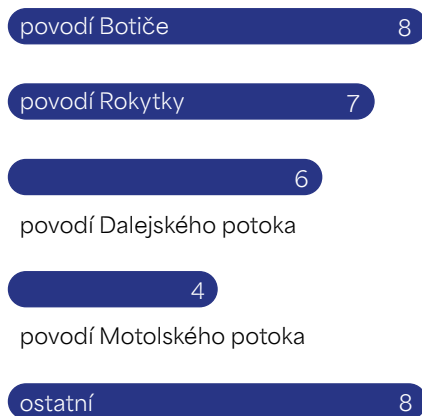 povodí Botiče 8
povodí Rokytky 7
6
povodí Dalejského potoka
4
povodí Motolského potoka
ostatní 8